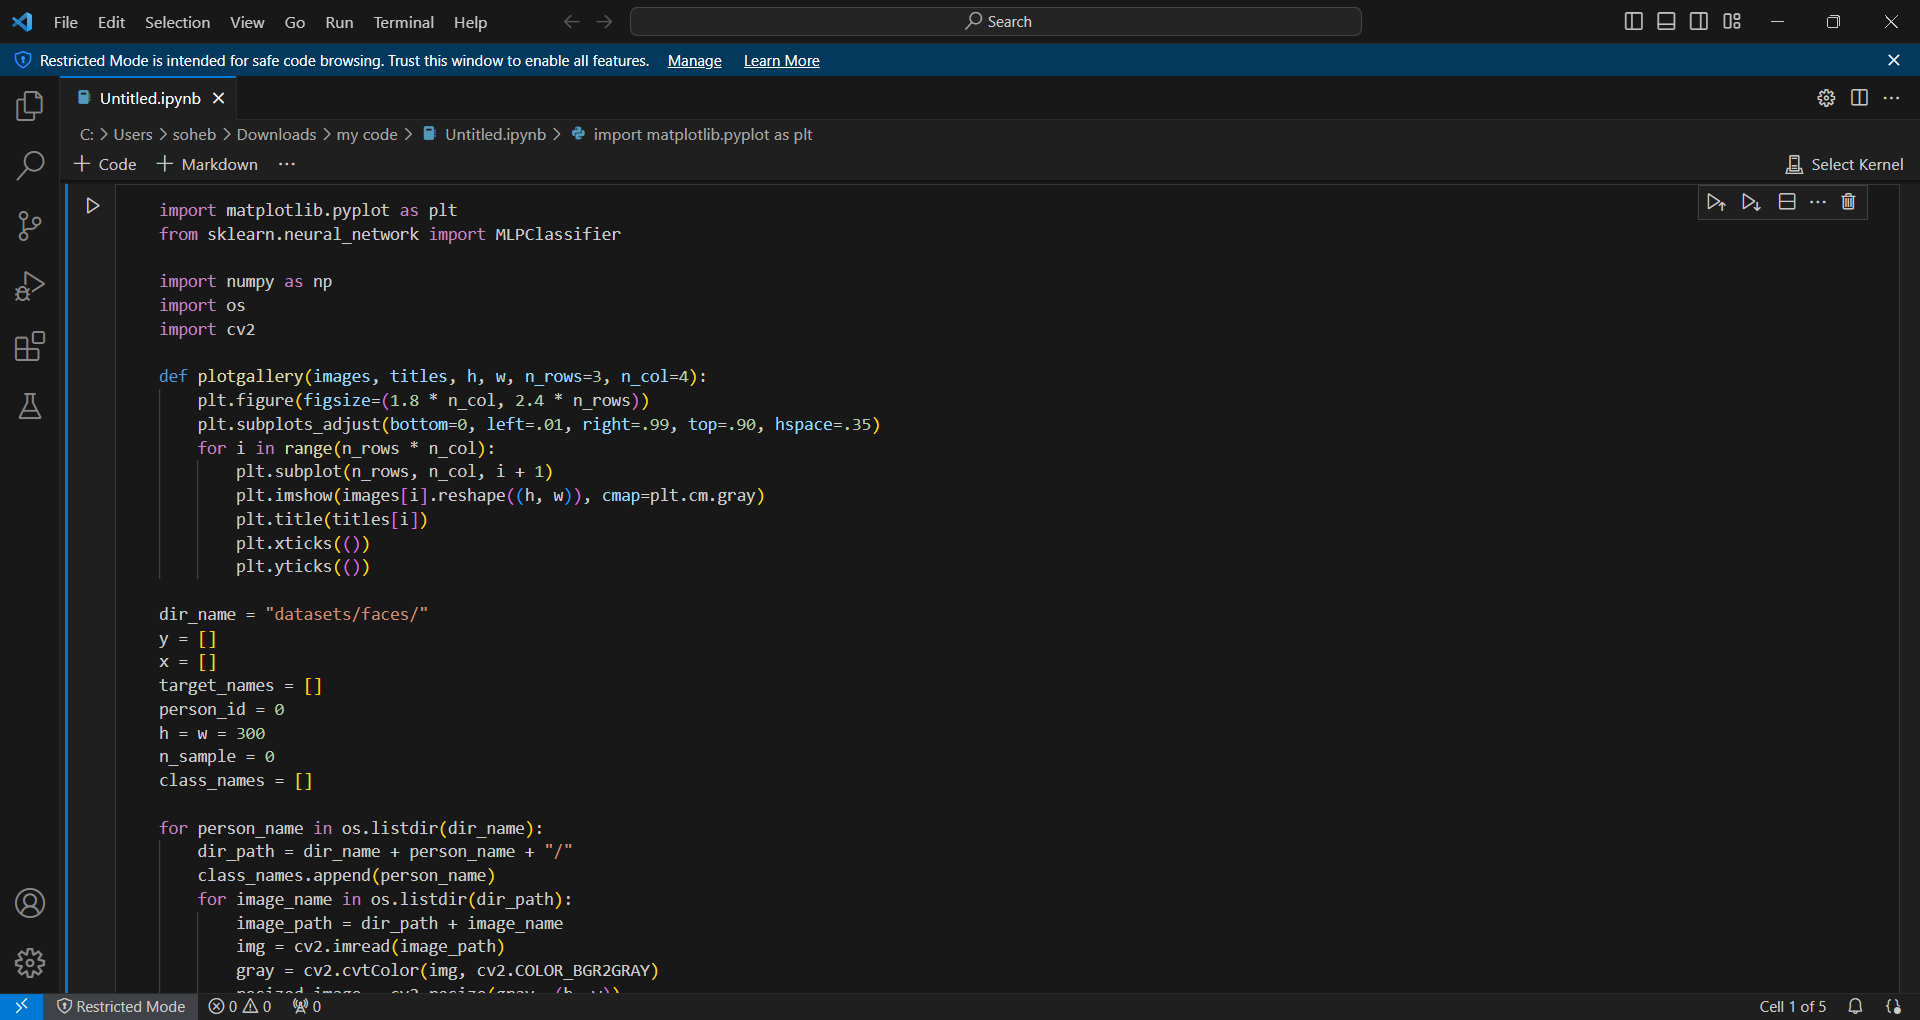 File Edit Selection View Go Run Terminal Help Search
Restricted Mode is intended for safe code browsing. Trust this window to enable all features. Manage Learn More
Untitled.ipynb
C: > Users > soheb > Downloads > my code > Untitled.ipynb > import matplotlib.pyplot as plt
+ Code + Markdown ··· Select Kernel
import matplotlib.pyplot as plt
from sklearn.neural_network import MLPClassifier
import numpy as np
import os
import cv2
def plotgallery(images, titles, h, w, n_rows=3, n_col=4):
    plt.figure(figsize=(1.8 * n_col, 2.4 * n_rows))
    plt.subplots_adjust(bottom=0, left=.01, right=.99, top=.90, hspace=.35)
    for i in range(n_rows * n_col):
        plt.subplot(n_rows, n_col, i + 1)
        plt.imshow(images[i].reshape((h, w)), cmap=plt.cm.gray)
        plt.title(titles[i])
        plt.xticks(())
        plt.yticks(())
dir_name = "datasets/faces/"
y = []
x = []
target_names = []
person_id = 0
h = w = 300
n_sample = 0
class_names = []
for person_name in os.listdir(dir_name):
    dir_path = dir_name + person_name + "/"
    class_names.append(person_name)
    for image_name in os.listdir(dir_path):
        image_path = dir_path + image_name
        img = cv2.imread(image_path)
        gray = cv2.cvtColor(img, cv2.COLOR_BGR2GRAY)
        resized_image = cv2.resize(gray, (h, w))
Restricted Mode 0 0 0 Cell 1 of 5